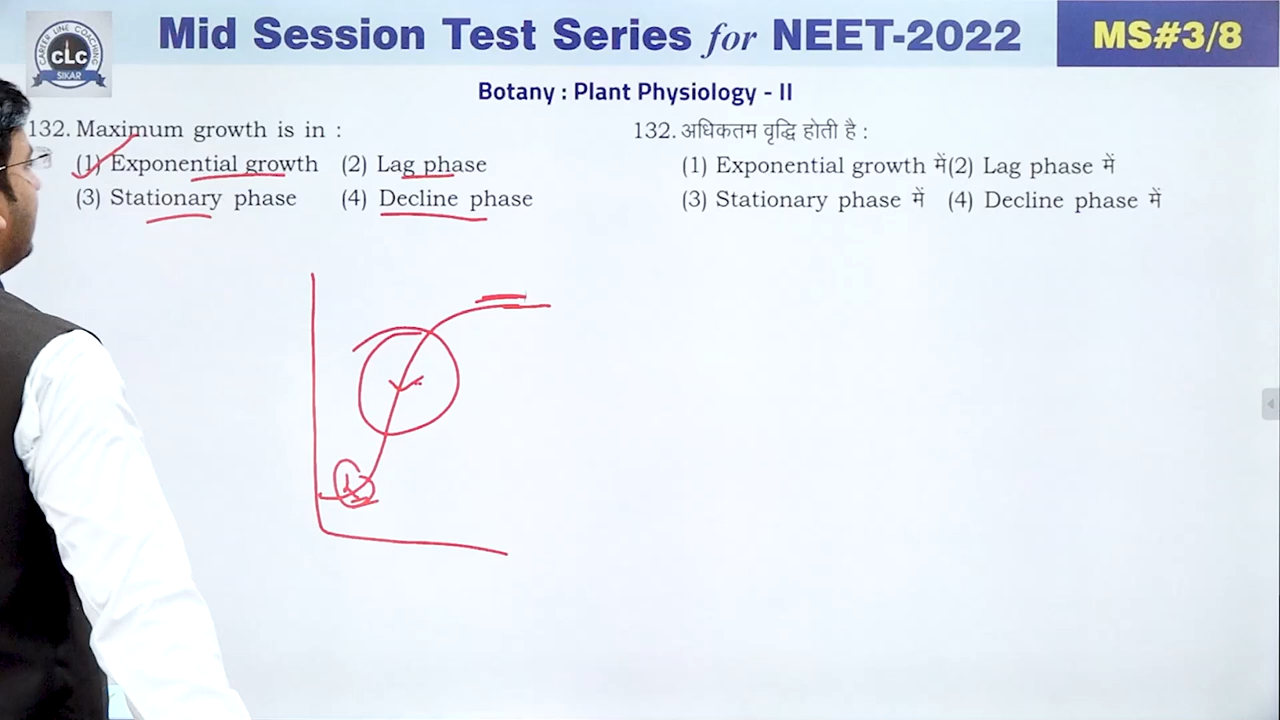 Mid Session Test Series for NEET-2022
MS#3/8
CAREER LINE COACHING
CLC
SIKAR
Botany : Plant Physiology - II
132. Maximum growth is in :
(1) Exponential growth (2) Lag phase
(3) Stationary phase (4) Decline phase
132. अधिकतम वृद्धि होती है :
(1) Exponential growth में (2) Lag phase में
(3) Stationary phase में (4) Decline phase में